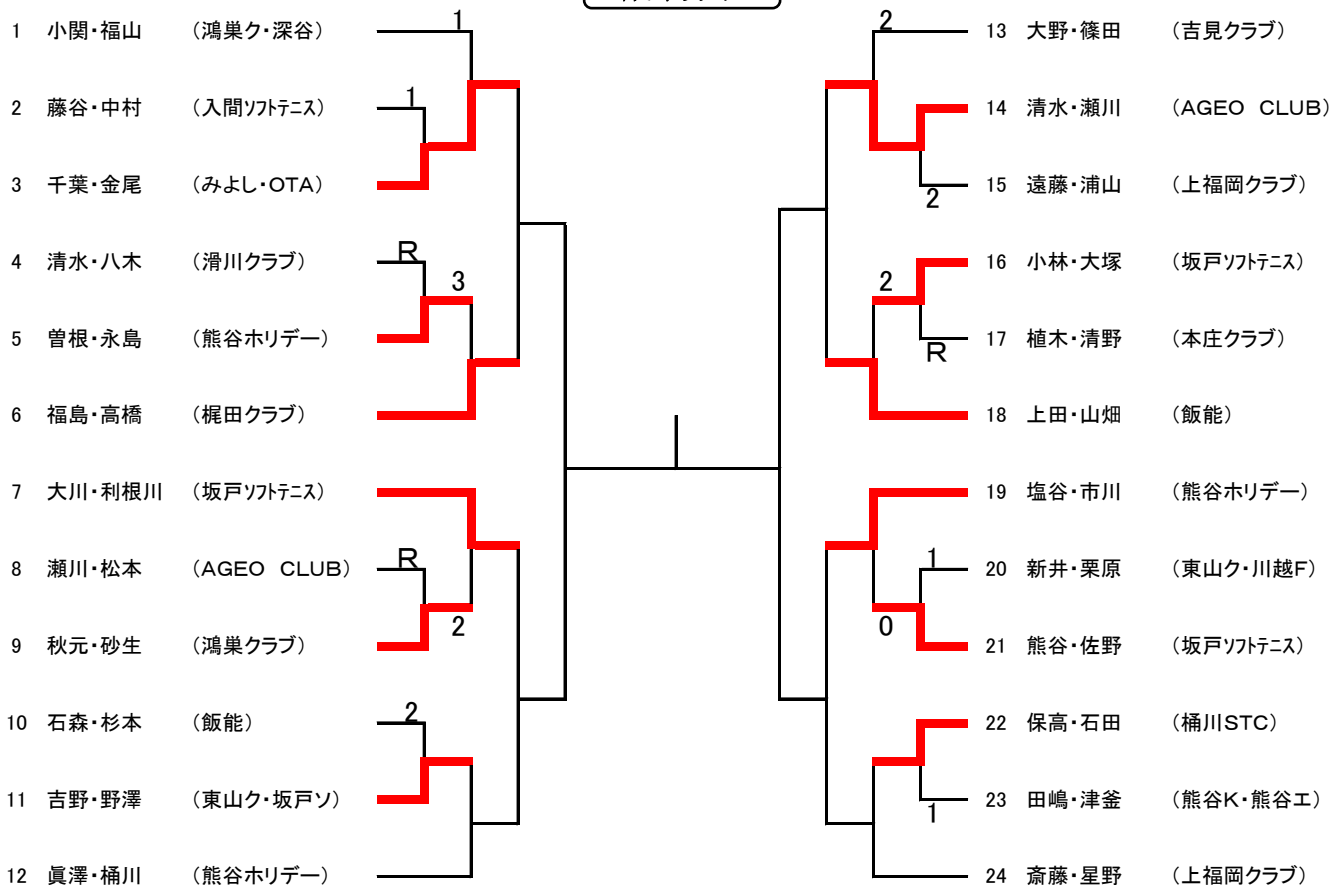 1 小関・福山 (鴻巣ク・深谷) 1
2 藤谷・中村 (入間ソフトテニス) 1
3 千葉・金尾 (みよし・OTA)
4 清水・八木 (滑川クラブ) R
3
5 曽根・永島 (熊谷ホリデー)
6 福島・高橋 (梶田クラブ)
7 大川・利根川 (坂戸ソフトテニス)
8 瀬川・松本 (AGEO CLUB) R
2
9 秋元・砂生 (鴻巣クラブ)
10 石森・杉本 (飯能) 2
11 吉野・野澤 (東山ク・坂戸ソ)
12 眞澤・桶川 (熊谷ホリデー)
2 13 大野・篠田 (吉見クラブ)
14 清水・瀬川 (AGEO CLUB)
2 15 遠藤・浦山 (上福岡クラブ)
16 小林・大塚 (坂戸ソフトテニス)
2
R 17 植木・清野 (本庄クラブ)
18 上田・山畑 (飯能)
19 塩谷・市川 (熊谷ホリデー)
1 20 新井・栗原 (東山ク・川越F)
0
21 熊谷・佐野 (坂戸ソフトテニス)
22 保高・石田 (桶川STC)
1 23 田嶋・津釜 (熊谷K・熊谷エ)
24 斎藤・星野 (上福岡クラブ)